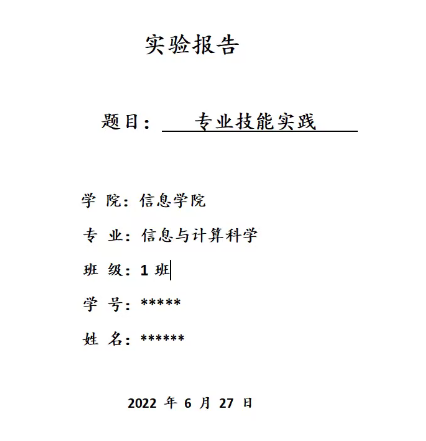 实验报告
题目：专业技能实践
学 院：信息学院
专 业：信息与计算科学
班 级：1 班
学 号：*****
姓 名：******
2022 年 6 月 27 日